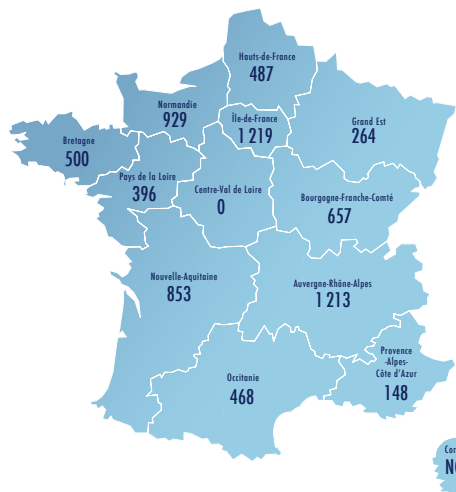 Hauts-de-France
487
Normandie
929
Île-de-France
1 219
Grand Est
264
Bretagne
500
Pays de la Loire
396
Centre-Val de Loire
0
Bourgogne-Franche-Comté
657
Nouvelle-Aquitaine
853
Auvergne-Rhône-Alpes
1 213
Provence
-Alpes-
Côte d'Azur
148
Occitanie
468